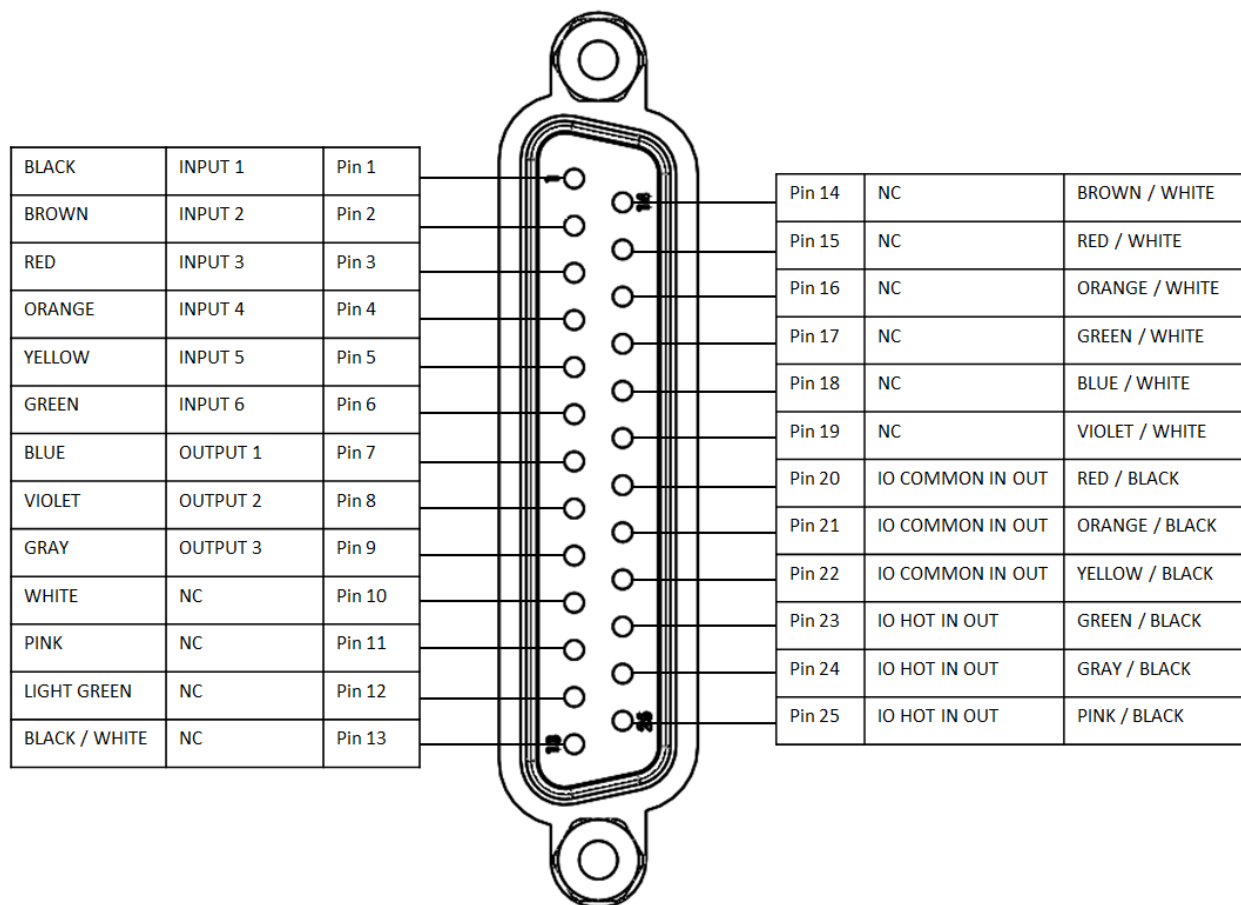 BLACK INPUT 1 Pin 1
BROWN INPUT 2 Pin 2
RED INPUT 3 Pin 3
ORANGE INPUT 4 Pin 4
YELLOW INPUT 5 Pin 5
GREEN INPUT 6 Pin 6
BLUE OUTPUT 1 Pin 7
VIOLET OUTPUT 2 Pin 8
GRAY OUTPUT 3 Pin 9
WHITE NC Pin 10
PINK NC Pin 11
LIGHT GREEN NC Pin 12
BLACK / WHITE NC Pin 13
1
14
13
25
Pin 14 NC BROWN / WHITE
Pin 15 NC RED / WHITE
Pin 16 NC ORANGE / WHITE
Pin 17 NC GREEN / WHITE
Pin 18 NC BLUE / WHITE
Pin 19 NC VIOLET / WHITE
Pin 20 IO COMMON IN OUT RED / BLACK
Pin 21 IO COMMON IN OUT ORANGE / BLACK
Pin 22 IO COMMON IN OUT YELLOW / BLACK
Pin 23 IO HOT IN OUT GREEN / BLACK
Pin 24 IO HOT IN OUT GRAY / BLACK
Pin 25 IO HOT IN OUT PINK / BLACK